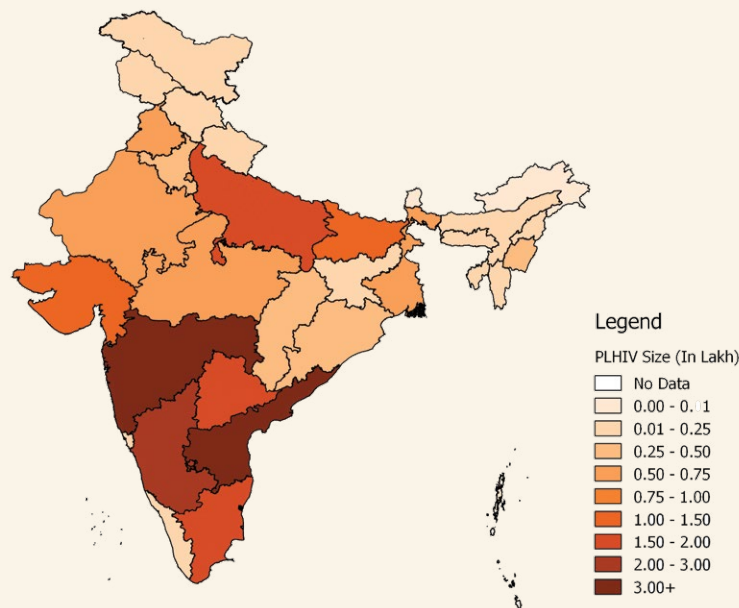 Legend
PLHIV Size (In Lakh)
No Data
0.00 - 0.01
0.01 - 0.25
0.25 - 0.50
0.50 - 0.75
0.75 - 1.00
1.00 - 1.50
1.50 - 2.00
2.00 - 3.00
3.00+